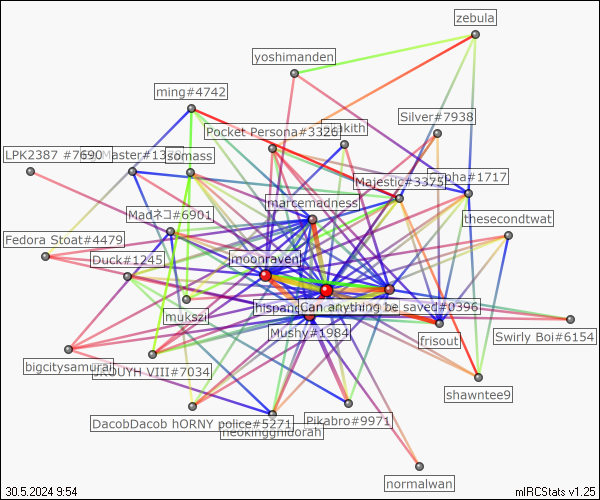 zebula
yoshimanden
ming#4742
Silver#7938
Pocket Persona#3326
akith
LPK2387 #7690
aster#13
somass
Majestic#3375
pha#1717
marcemadness
Madネコ#6901
thesecondtwat
Fedora Stoat#4479
Duck#1245
moonraven
mukszi
hispan
Can anything be saved#0396
Mushy#1984
frisout
Swirly Boi#6154
bigcitysamurai
JROUYH VIII#7034
shawntee9
DacobDacob hORNY police#5271
Pikabro#9971
neokingghidorah
normalwan
30.5.2024 9:54
mIRCStats v1.25